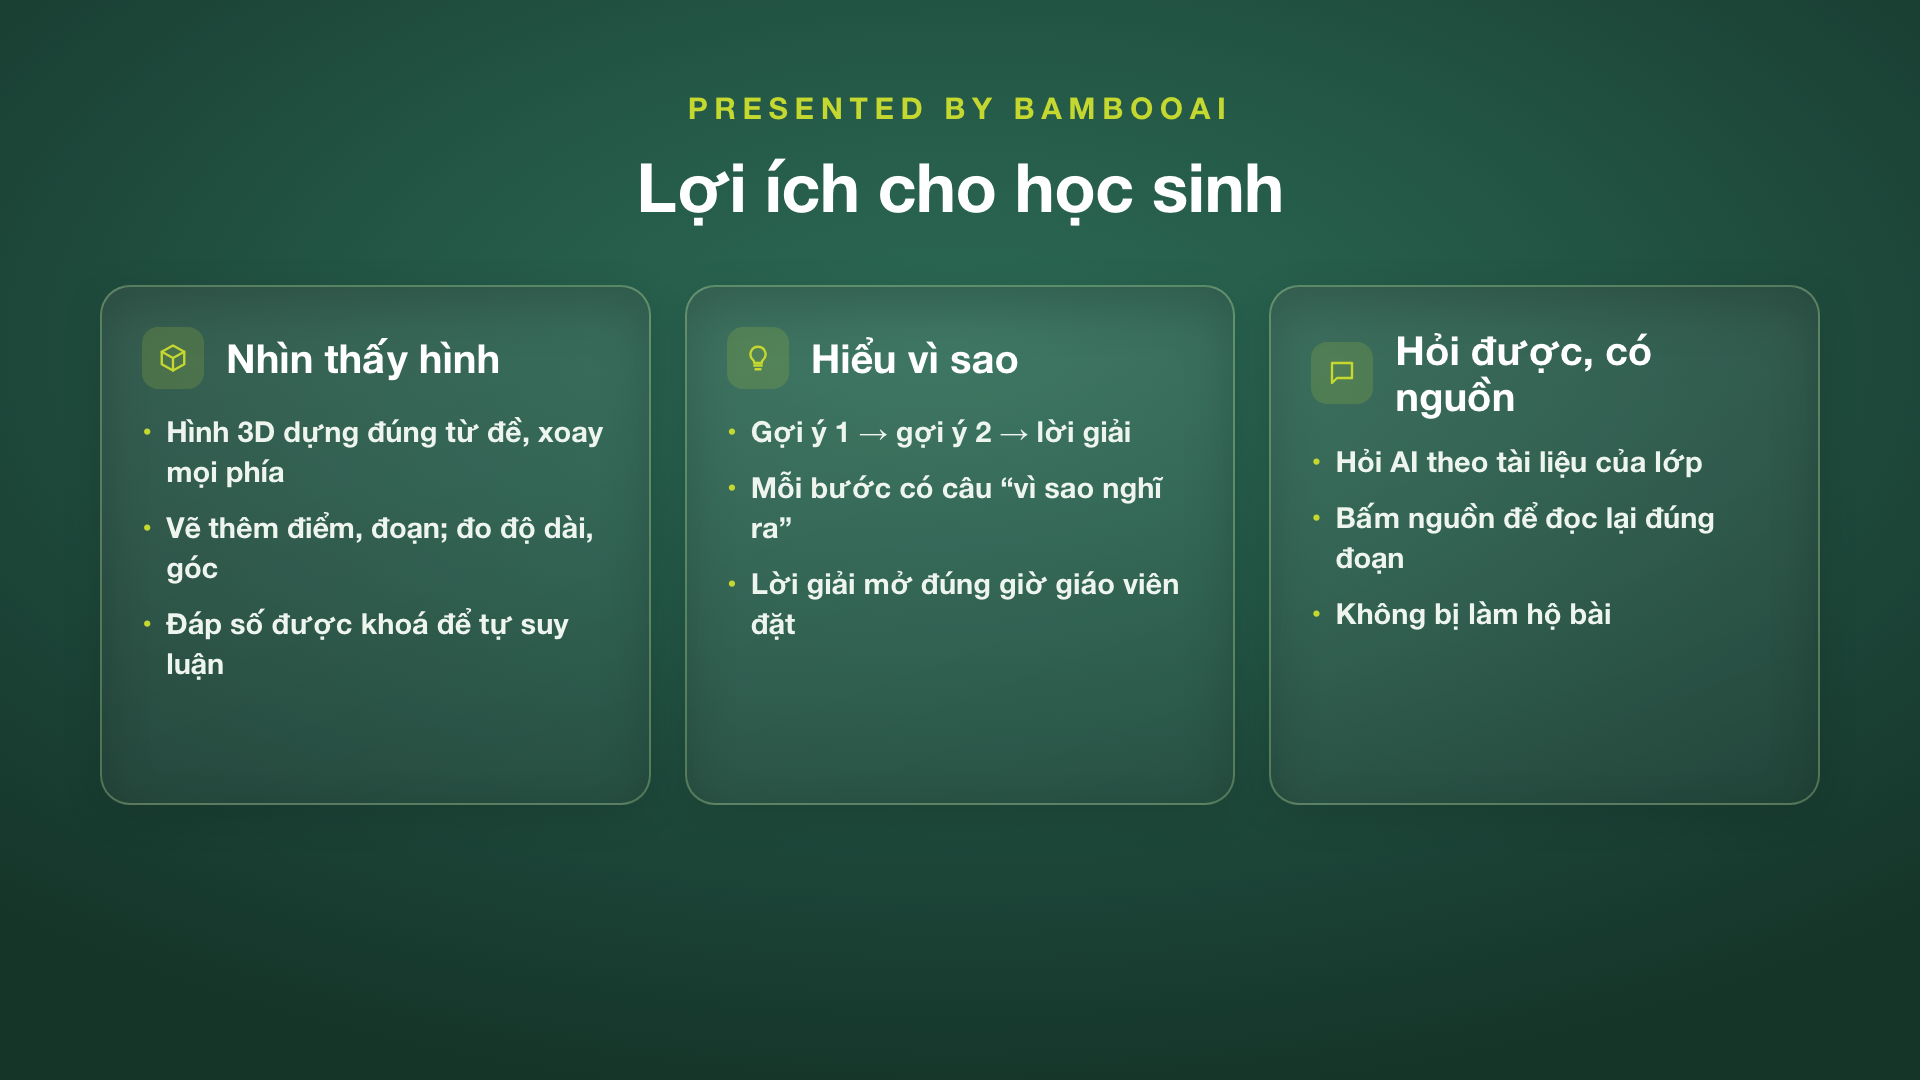 PRESENTED BY BAMBOOAI
Lợi ích cho học sinh
Nhìn thấy hình
• Hình 3D dựng đúng từ đề, xoay
mọi phía
• Vẽ thêm điểm, đoạn; đo độ dài,
góc
• Đáp số được khoá để tự suy
luận
Hiểu vì sao
• Gợi ý 1 → gợi ý 2 → lời giải
• Mỗi bước có câu “vì sao nghĩ
ra”
• Lời giải mở đúng giờ giáo viên
đặt
Hỏi được, có
nguồn
• Hỏi AI theo tài liệu của lớp
• Bấm nguồn để đọc lại đúng
đoạn
• Không bị làm hộ bài